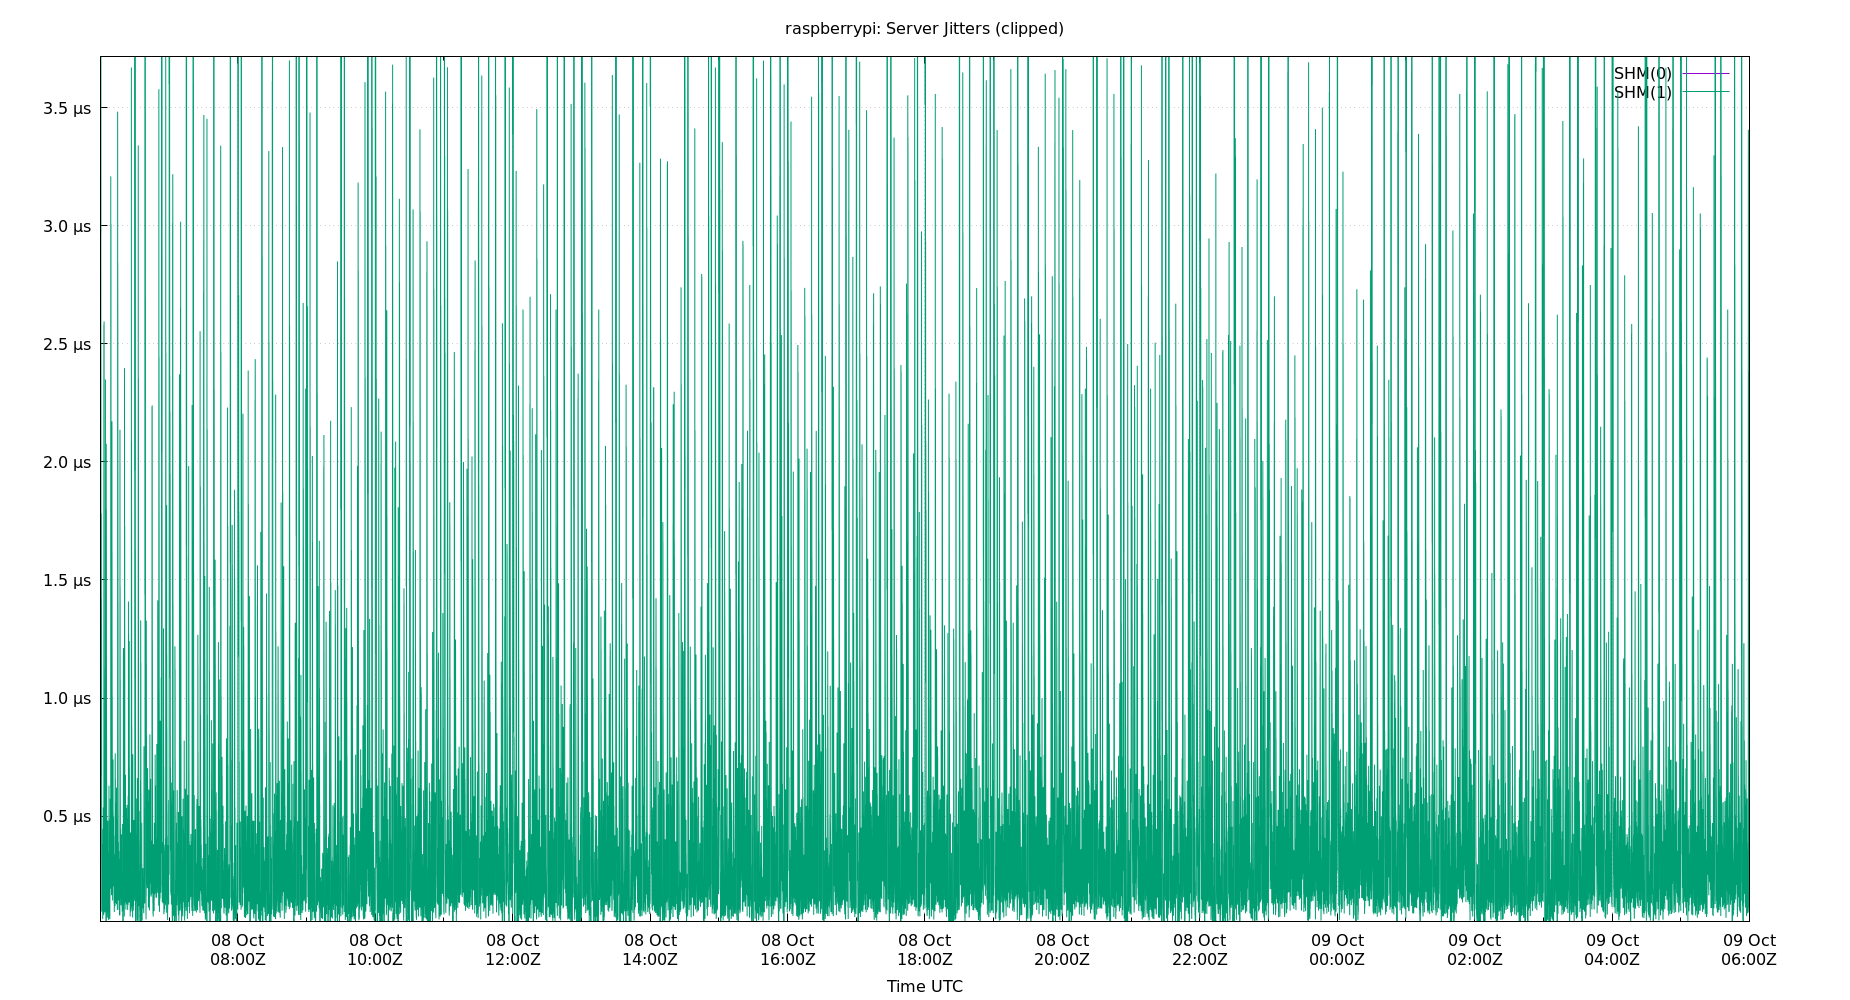 raspberrypi: Server Jitters (clipped)
SHM(0)
SHM(1)
3.5 μs
3.0 μs
2.5 μs
2.0 μs
1.5 μs
1.0 μs
0.5 μs
08 Oct 08 Oct 08 Oct 08 Oct 08 Oct 08 Oct 08 Oct 08 Oct 09 Oct 09 Oct 09 Oct 09 Oct
08:00Z 10:00Z 12:00Z 14:00Z 16:00Z 18:00Z 20:00Z 22:00Z 00:00Z 02:00Z 04:00Z 06:00Z
Time UTC